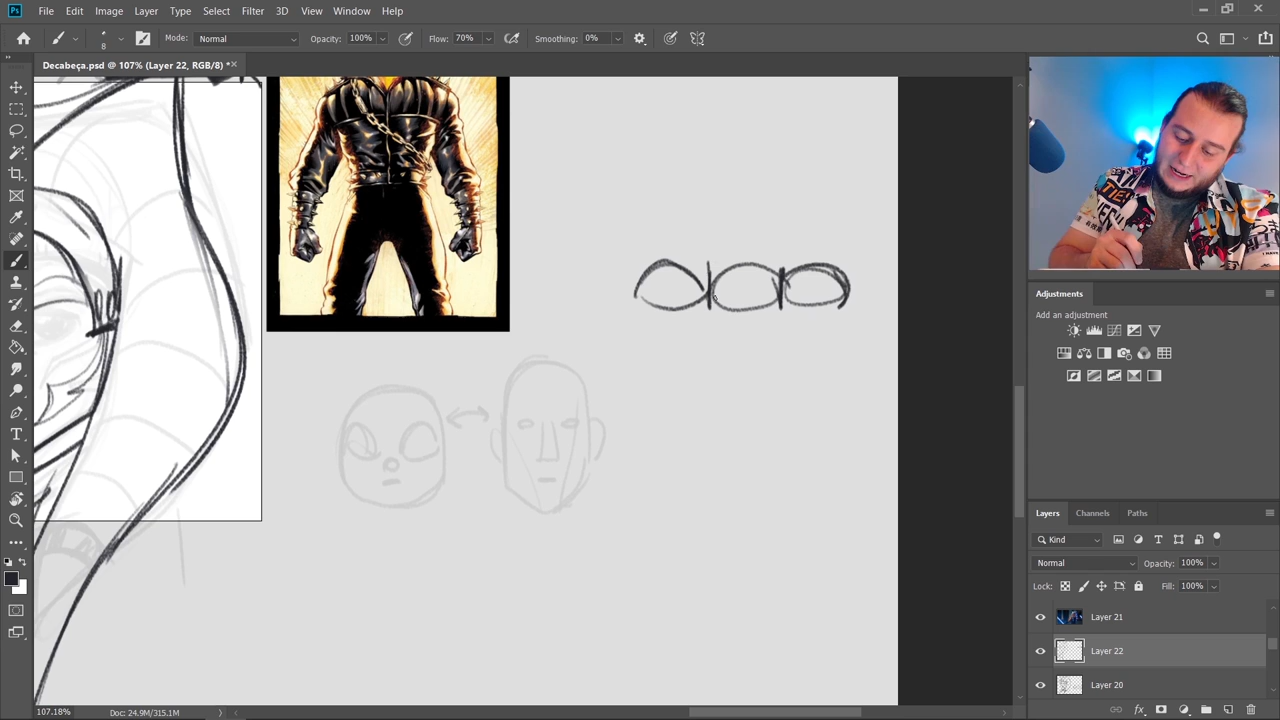 Ps File Edit Image Layer Type Select Filter 3D View Window Help
8 Mode: Normal Opacity: 100% Flow: 70% Smoothing: 0%
Decabeça.psd @ 107% (Layer 22, RGB/8) *
Adjustments
Add an adjustment
Layers Channels Paths
Kind
Normal Opacity: 100%
Lock: Fill: 100%
Layer 21
Layer 22
Layer 20
107.18% Doc: 24.9M/315.1M